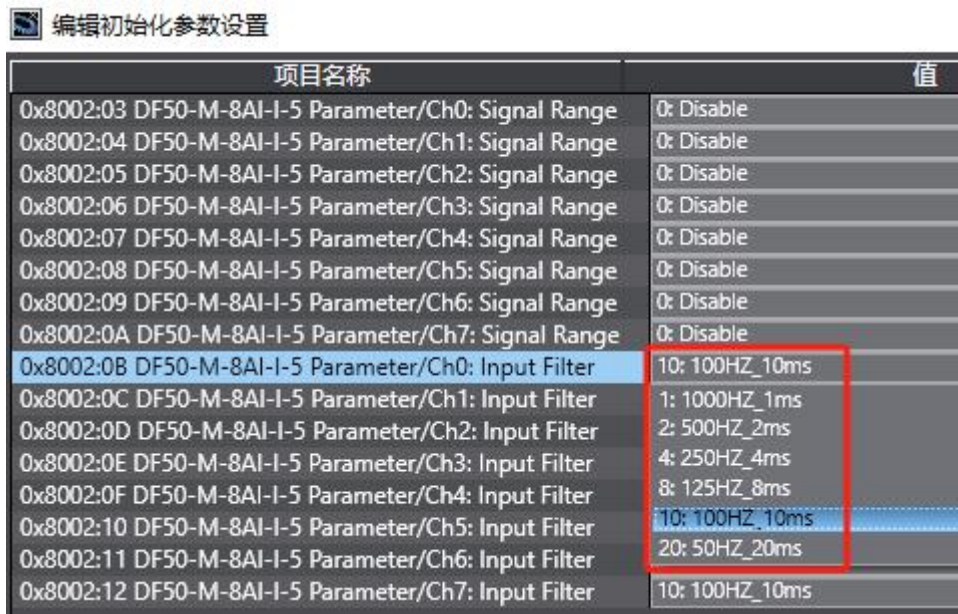 编辑初始化参数设置
项目名称 值
0x8002:03 DF50-M-8AI-I-5 Parameter/Ch0: Signal Range 0: Disable
0x8002:04 DF50-M-8AI-I-5 Parameter/Ch1: Signal Range 0: Disable
0x8002:05 DF50-M-8AI-I-5 Parameter/Ch2: Signal Range 0: Disable
0x8002:06 DF50-M-8AI-I-5 Parameter/Ch3: Signal Range 0: Disable
0x8002:07 DF50-M-8AI-I-5 Parameter/Ch4: Signal Range 0: Disable
0x8002:08 DF50-M-8AI-I-5 Parameter/Ch5: Signal Range 0: Disable
0x8002:09 DF50-M-8AI-I-5 Parameter/Ch6: Signal Range 0: Disable
0x8002:0A DF50-M-8AI-I-5 Parameter/Ch7: Signal Range 0: Disable
0x8002:0B DF50-M-8AI-I-5 Parameter/Ch0: Input Filter 10: 100HZ_10ms
0x8002:0C DF50-M-8AI-I-5 Parameter/Ch1: Input Filter 1: 1000HZ_1ms
0x8002:0D DF50-M-8AI-I-5 Parameter/Ch2: Input Filter 2: 500HZ_2ms
0x8002:0E DF50-M-8AI-I-5 Parameter/Ch3: Input Filter 4: 250HZ_4ms
0x8002:0F DF50-M-8AI-I-5 Parameter/Ch4: Input Filter 8: 125HZ_8ms
0x8002:10 DF50-M-8AI-I-5 Parameter/Ch5: Input Filter 10: 100HZ_10ms
0x8002:11 DF50-M-8AI-I-5 Parameter/Ch6: Input Filter 20: 50HZ_20ms
0x8002:12 DF50-M-8AI-I-5 Parameter/Ch7: Input Filter 10: 100HZ_10ms